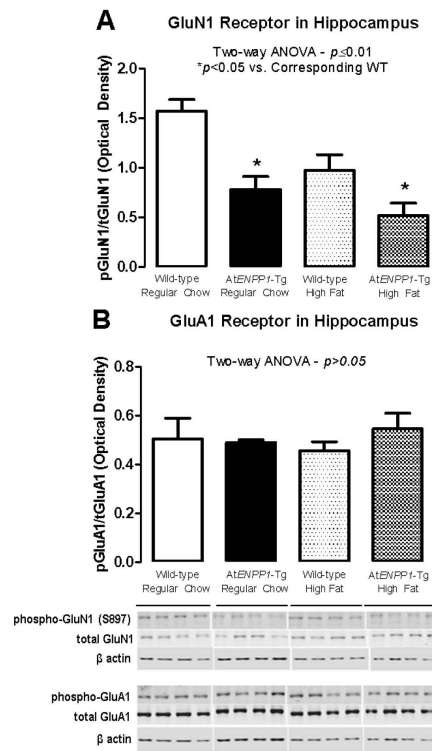 A
GluN1 Receptor in Hippocampus
Two-way ANOVA - p≤0.01
*p<0.05 vs. Corresponding WT
pGluN1/tGluN1 (Optical Density)
2.0
1.5
1.0
0.5
0.0
*
*
Wild-type
Regular Chow
AtENPP1-Tg
Regular Chow
Wild-type
High Fat
AtENPP1-Tg
High Fat
B
GluA1 Receptor in Hippocampus
Two-way ANOVA - p>0.05
pGluA1/tGluA1 (Optical Density)
0.8
0.6
0.4
0.2
0.0
Wild-type
Regular Chow
AtENPP1-Tg
Regular Chow
Wild-type
High Fat
AtENPP1-Tg
High Fat
phospho-GluN1 (S897)
total GluN1
β actin
phospho-GluA1
total GluA1
β actin